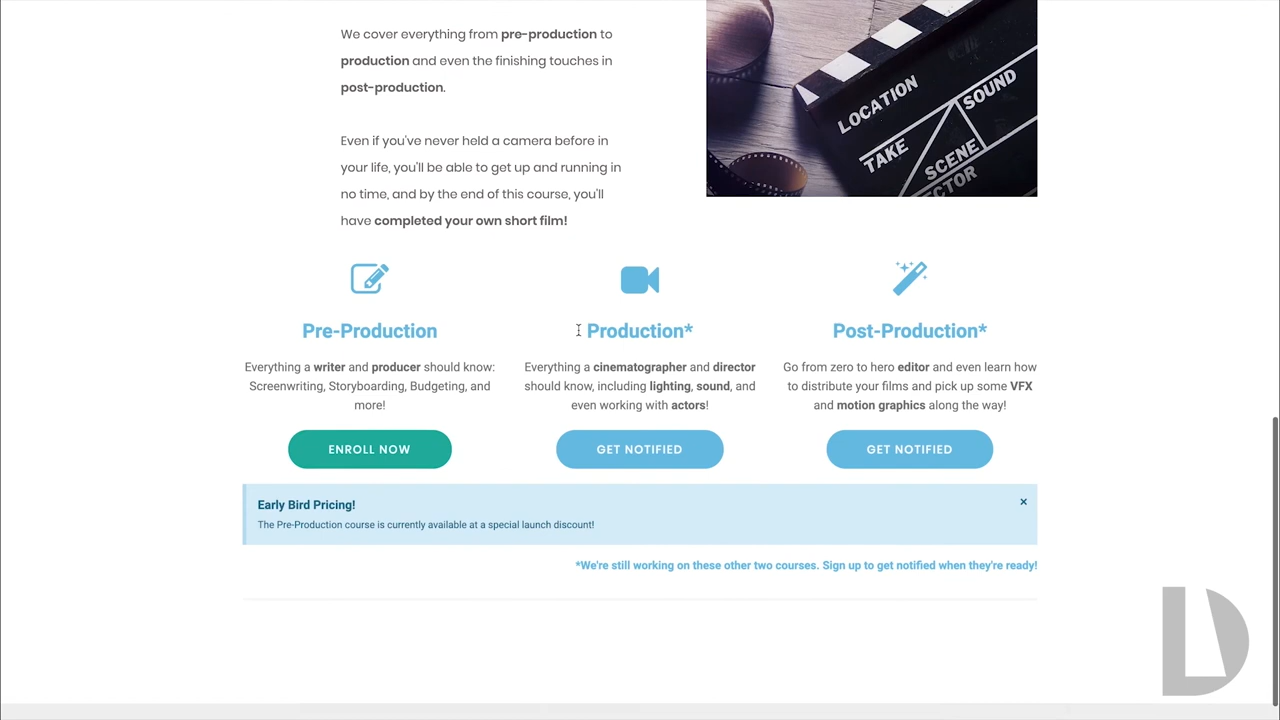 We cover everything from pre-production to
production and even the finishing touches in
post-production.
Even if you've never held a camera before in
your life, you'll be able to get up and running in
no time, and by the end of this course, you'll
have completed your own short film!
LOCATION
SOUND
TAKE
SCENE
ECTOR
Pre-Production
Everything a writer and producer should know:
Screenwriting, Storyboarding, Budgeting, and
more!
ENROLL NOW
Production*
Everything a cinematographer and director
should know, including lighting, sound, and
even working with actors!
GET NOTIFIED
Post-Production*
Go from zero to hero editor and even learn how
to distribute your films and pick up some VFX
and motion graphics along the way!
GET NOTIFIED
Early Bird Pricing!
×
The Pre-Production course is currently available at a special launch discount!
*We're still working on these other two courses. Sign up to get notified when they're ready!
D